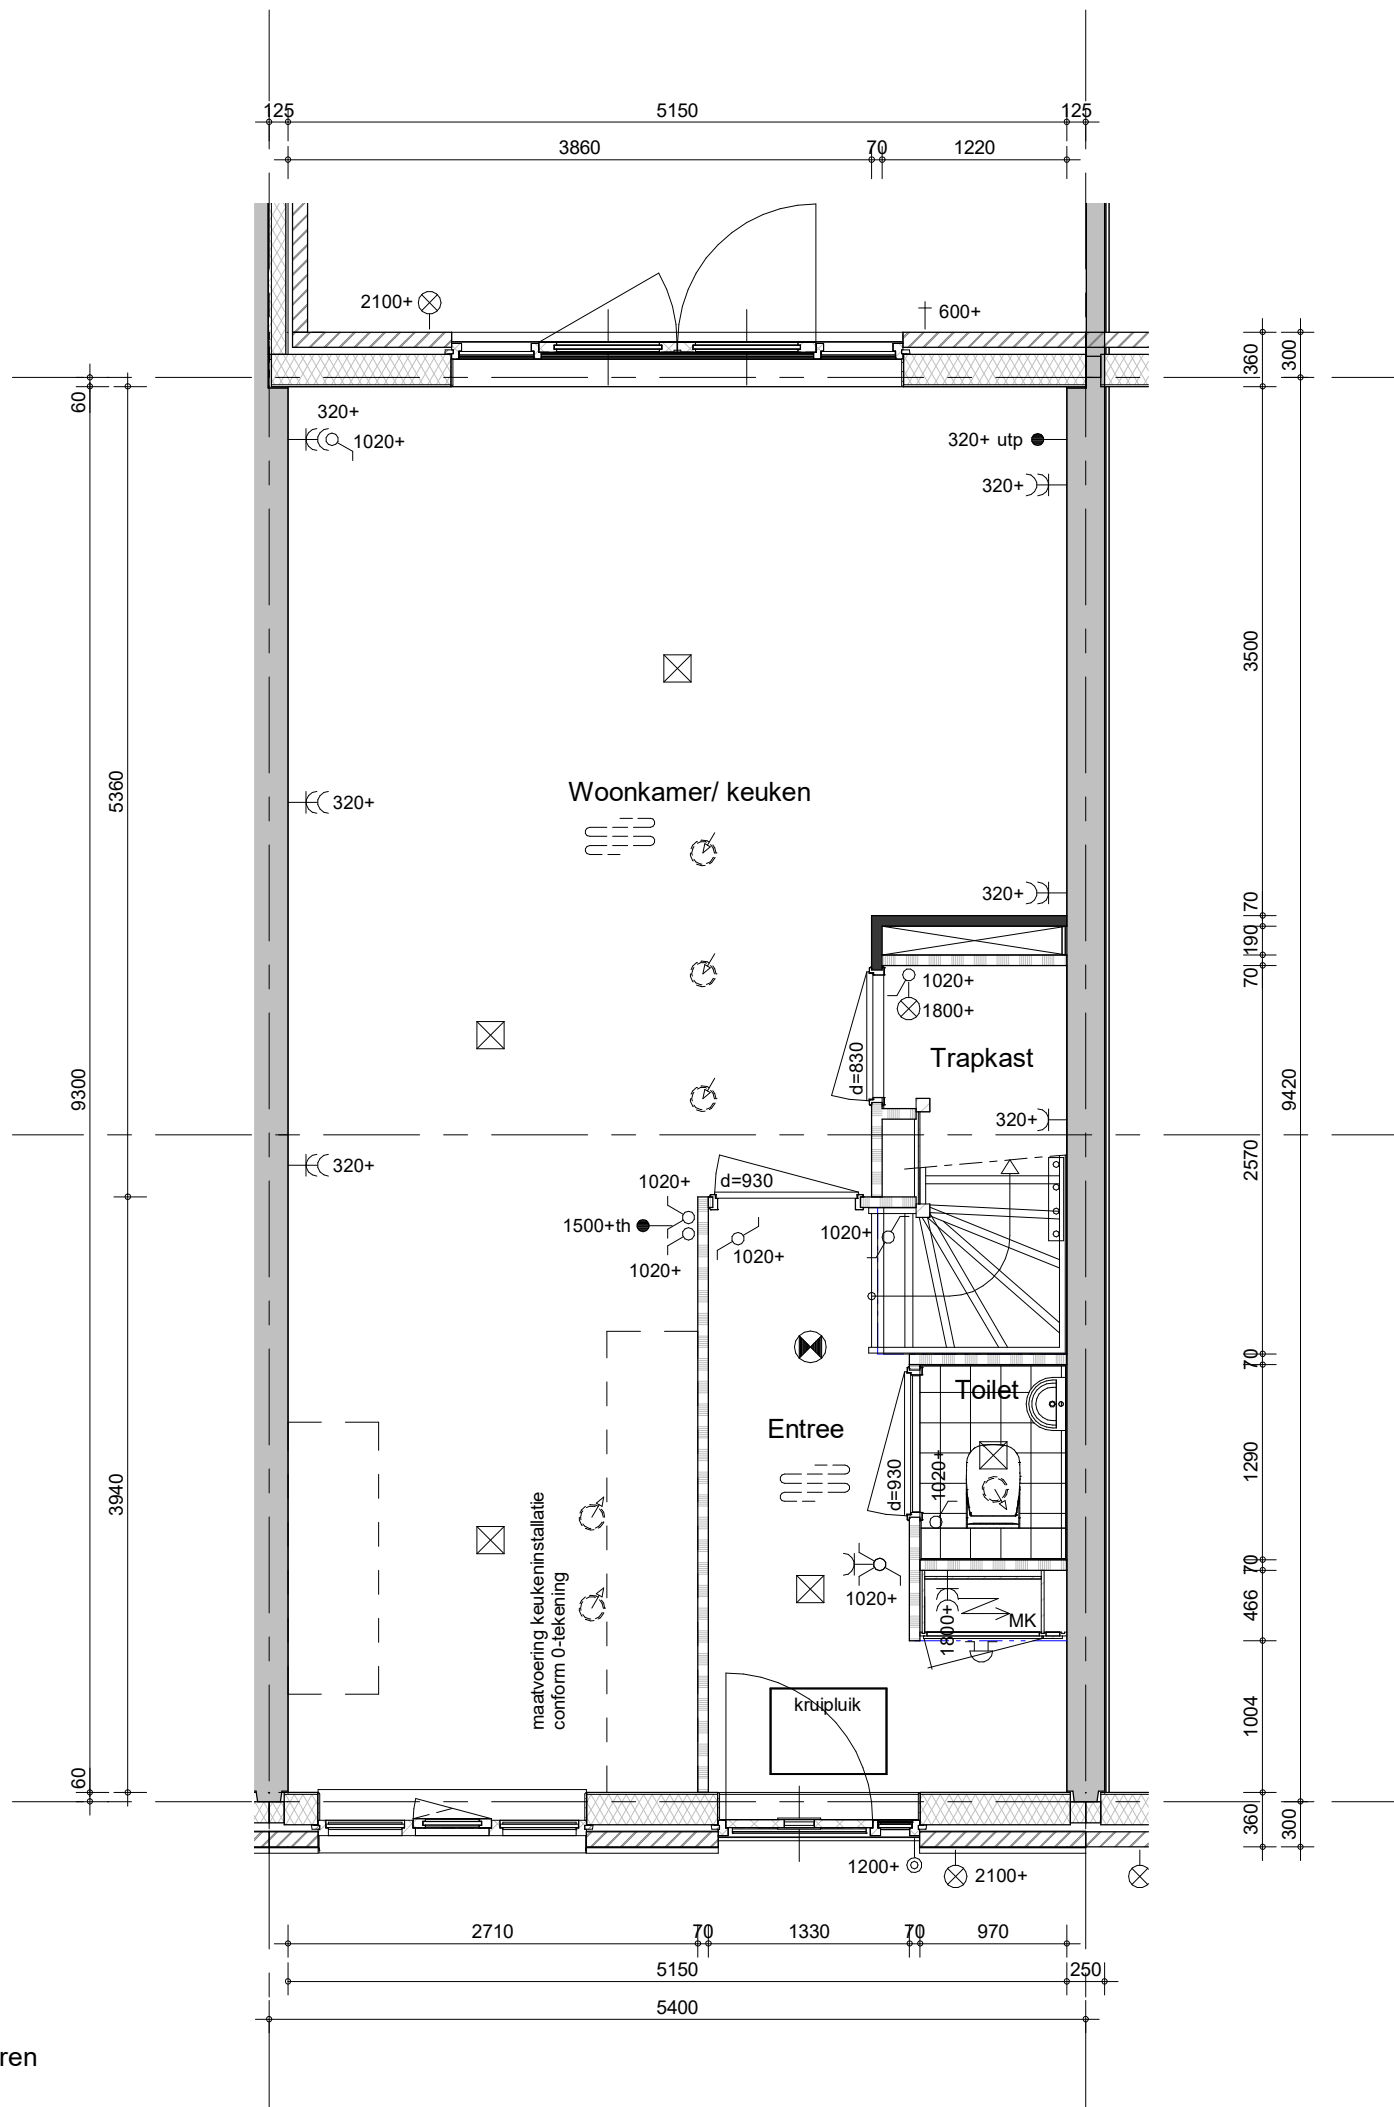 125 5150 125
3860 70 1220
2100+ 600+
360 300
60
320+
1020+
320+ utp
320+
3500
5360
Woonkamer/ keuken
320+
320+
70
190
70
1020+
1800+
d=830
Trapkast
9300
9420
320+
320+
2570
1020+
d=930
1500+th
1020+
1020+
1020+
70
Toilet
Entree
1290
d=930
1020+
3940
maatvoering keukeninstallatie
conform 0-tekening
70
1020+
466
1800+
MK
kruipluik
1004
60
360 300
1200+ 2100+
2710 70 1330 70 970
5150 250
5400
ren